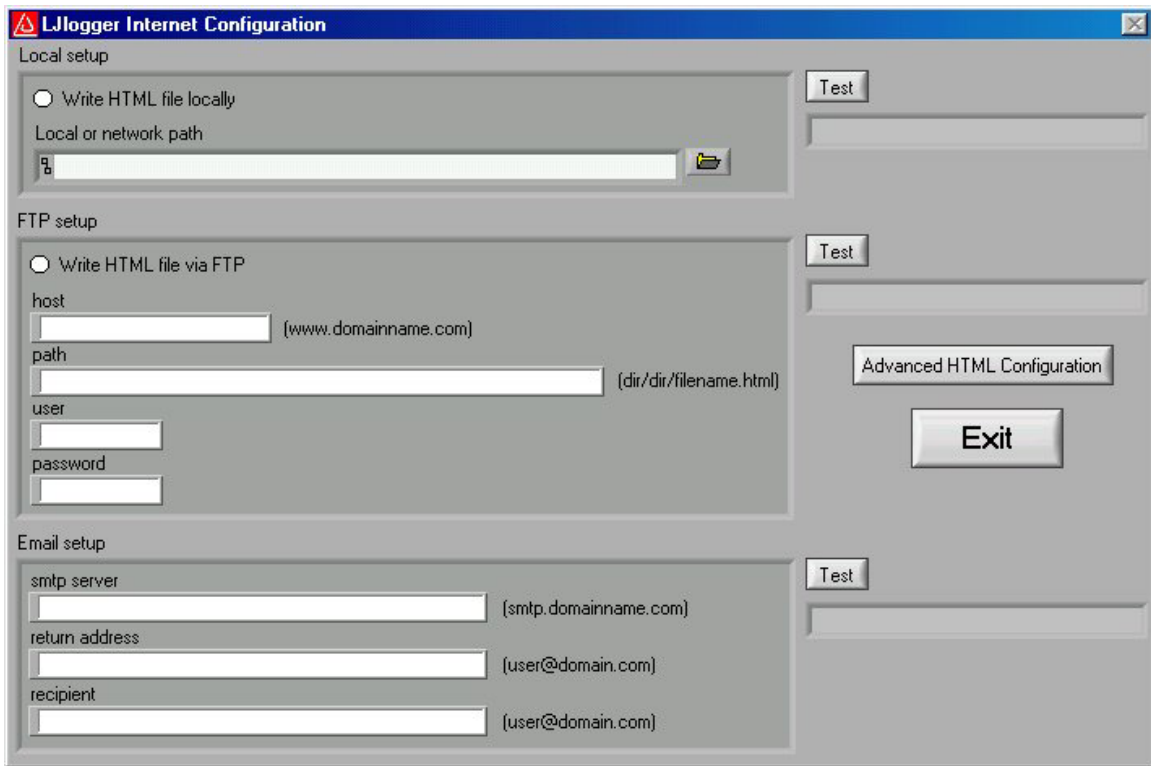 LJlogger Internet Configuration
Local setup
Write HTML file locally
Test
Local or network path
FTP setup
Write HTML file via FTP
Test
host
(www.domainname.com)
path
(dir/dir/filename.html)
Advanced HTML Configuration
user
Exit
password
Email setup
smtp server
Test
(smtp.domainname.com)
return address
(user@domain.com)
recipient
(user@domain.com)